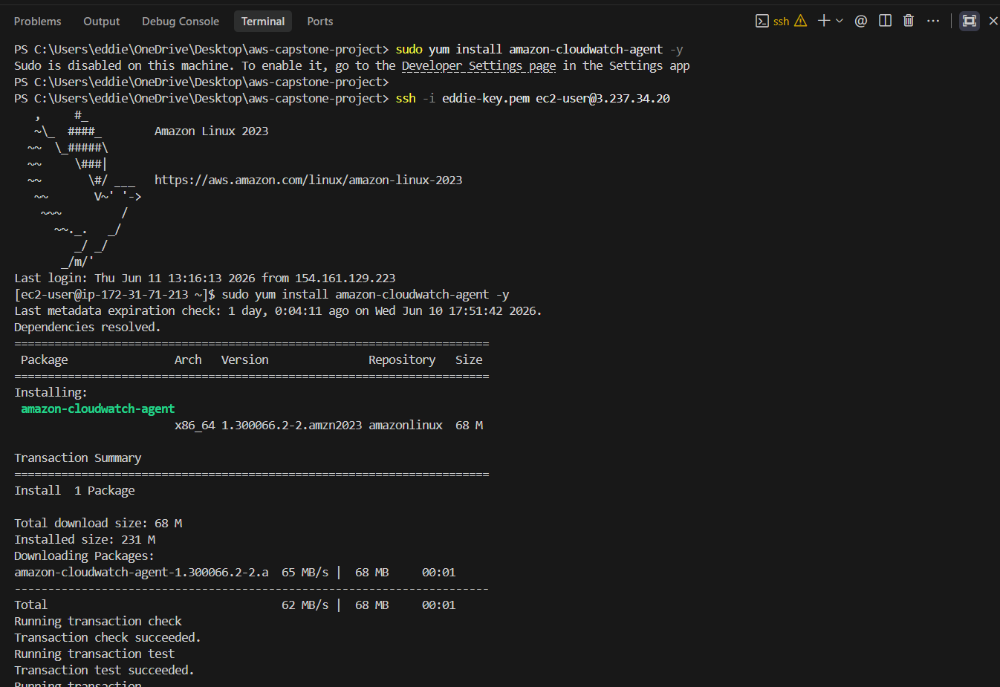 Problems Output Debug Console Terminal Ports ssh
PS C:\Users\eddie\OneDrive\Desktop\aws-capstone-project> sudo yum install amazon-cloudwatch-agent -y
Sudo is disabled on this machine. To enable it, go to the Developer Settings page in the Settings app
PS C:\Users\eddie\OneDrive\Desktop\aws-capstone-project>
PS C:\Users\eddie\OneDrive\Desktop\aws-capstone-project> ssh -i eddie-key.pem ec2-user@3.237.34.20
   ,     #_
   ~\_  ####_        Amazon Linux 2023
  ~~  \_#####\
  ~~     \###|
  ~~       \#/ ___   https://aws.amazon.com/linux/amazon-linux-2023
   ~~       V~' '->
    ~~~         /
      ~~._.   _/
         _/ _/
       _/m/'
Last login: Thu Jun 11 13:16:13 2026 from 154.161.129.223
[ec2-user@ip-172-31-71-213 ~]$ sudo yum install amazon-cloudwatch-agent -y
Last metadata expiration check: 1 day, 0:04:11 ago on Wed Jun 10 17:51:42 2026.
Dependencies resolved.
=======================================================================
 Package                Arch   Version               Repository   Size
=======================================================================
Installing:
 amazon-cloudwatch-agent
                        x86_64 1.300066.2-2.amzn2023 amazonlinux  68 M

Transaction Summary
=======================================================================
Install  1 Package

Total download size: 68 M
Installed size: 231 M
Downloading Packages:
amazon-cloudwatch-agent-1.300066.2-2.a  65 MB/s |  68 MB     00:01
-----------------------------------------------------------------------
Total                                   62 MB/s |  68 MB     00:01
Running transaction check
Transaction check succeeded.
Running transaction test
Transaction test succeeded.
Running transaction